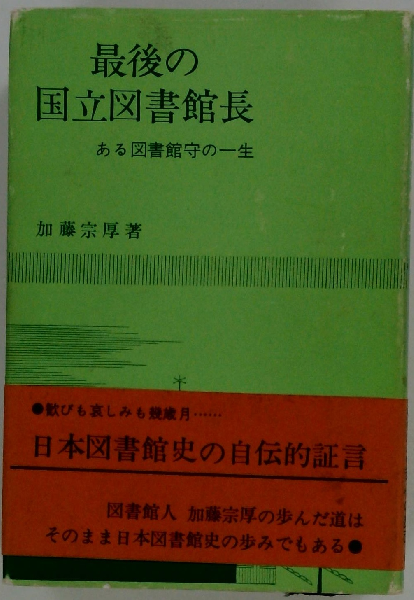 最後の
国立図書館長
ある図書館守の一生
加藤宗厚著
●歓びも哀しみも幾歳月……
日本図書館史の自伝的証言
図書館人 加藤宗厚の歩んだ道は
そのまま日本図書館史の歩みでもある●